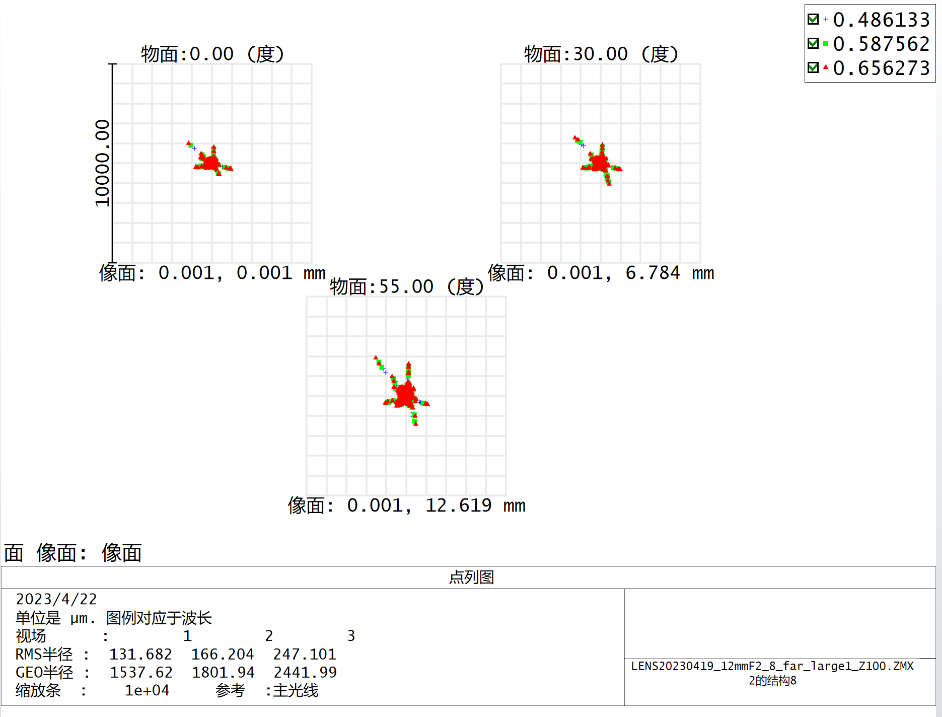 0.486133
0.587562
0.656273
物面:0.00 (度)
物面:30.00 (度)
10000.00
像面: 0.001, 0.001 mm
像面: 0.001, 6.784 mm
物面:55.00 (度)
像面: 0.001, 12.619 mm
面 像面: 像面
点列图
2023/4/22
单位是 µm. 图例对应于波长
视场 : 1 2 3
RMS半径 : 131.682 166.204 247.101
GEO半径 : 1537.62 1801.94 2441.99
缩放条 : 1e+04 参考 :主光线
LENS20230419_12mmF2_8_far_large1_Z100.ZMX
2的结构8